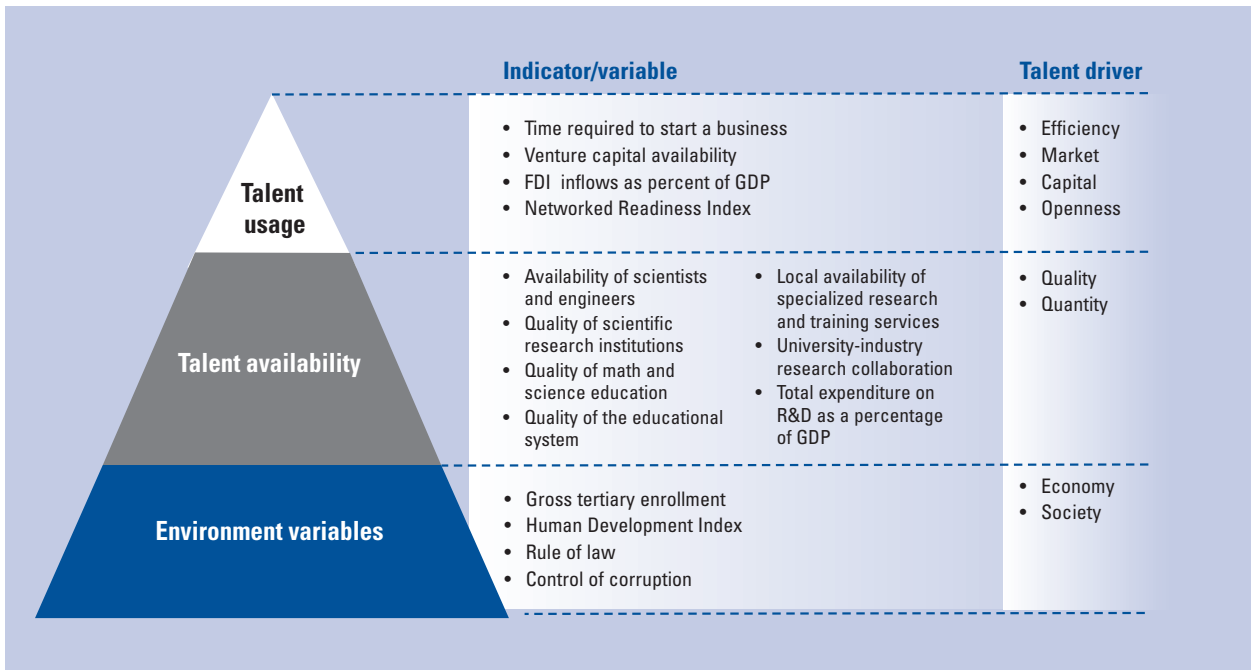 Indicator/variable
Talent driver
Talent
usage
• Time required to start a business
• Venture capital availability
• FDI inflows as percent of GDP
• Networked Readiness Index
• Efficiency
• Market
• Capital
• Openness
Talent availability
• Availability of scientists
and engineers
• Quality of scientific
research institutions
• Quality of math and
science education
• Quality of the educational
system
• Local availability of
specialized research
and training services
• University-industry
research collaboration
• Total expenditure on
R&D as a percentage
of GDP
• Quality
• Quantity
Environment variables
• Gross tertiary enrollment
• Human Development Index
• Rule of law
• Control of corruption
• Economy
• Society